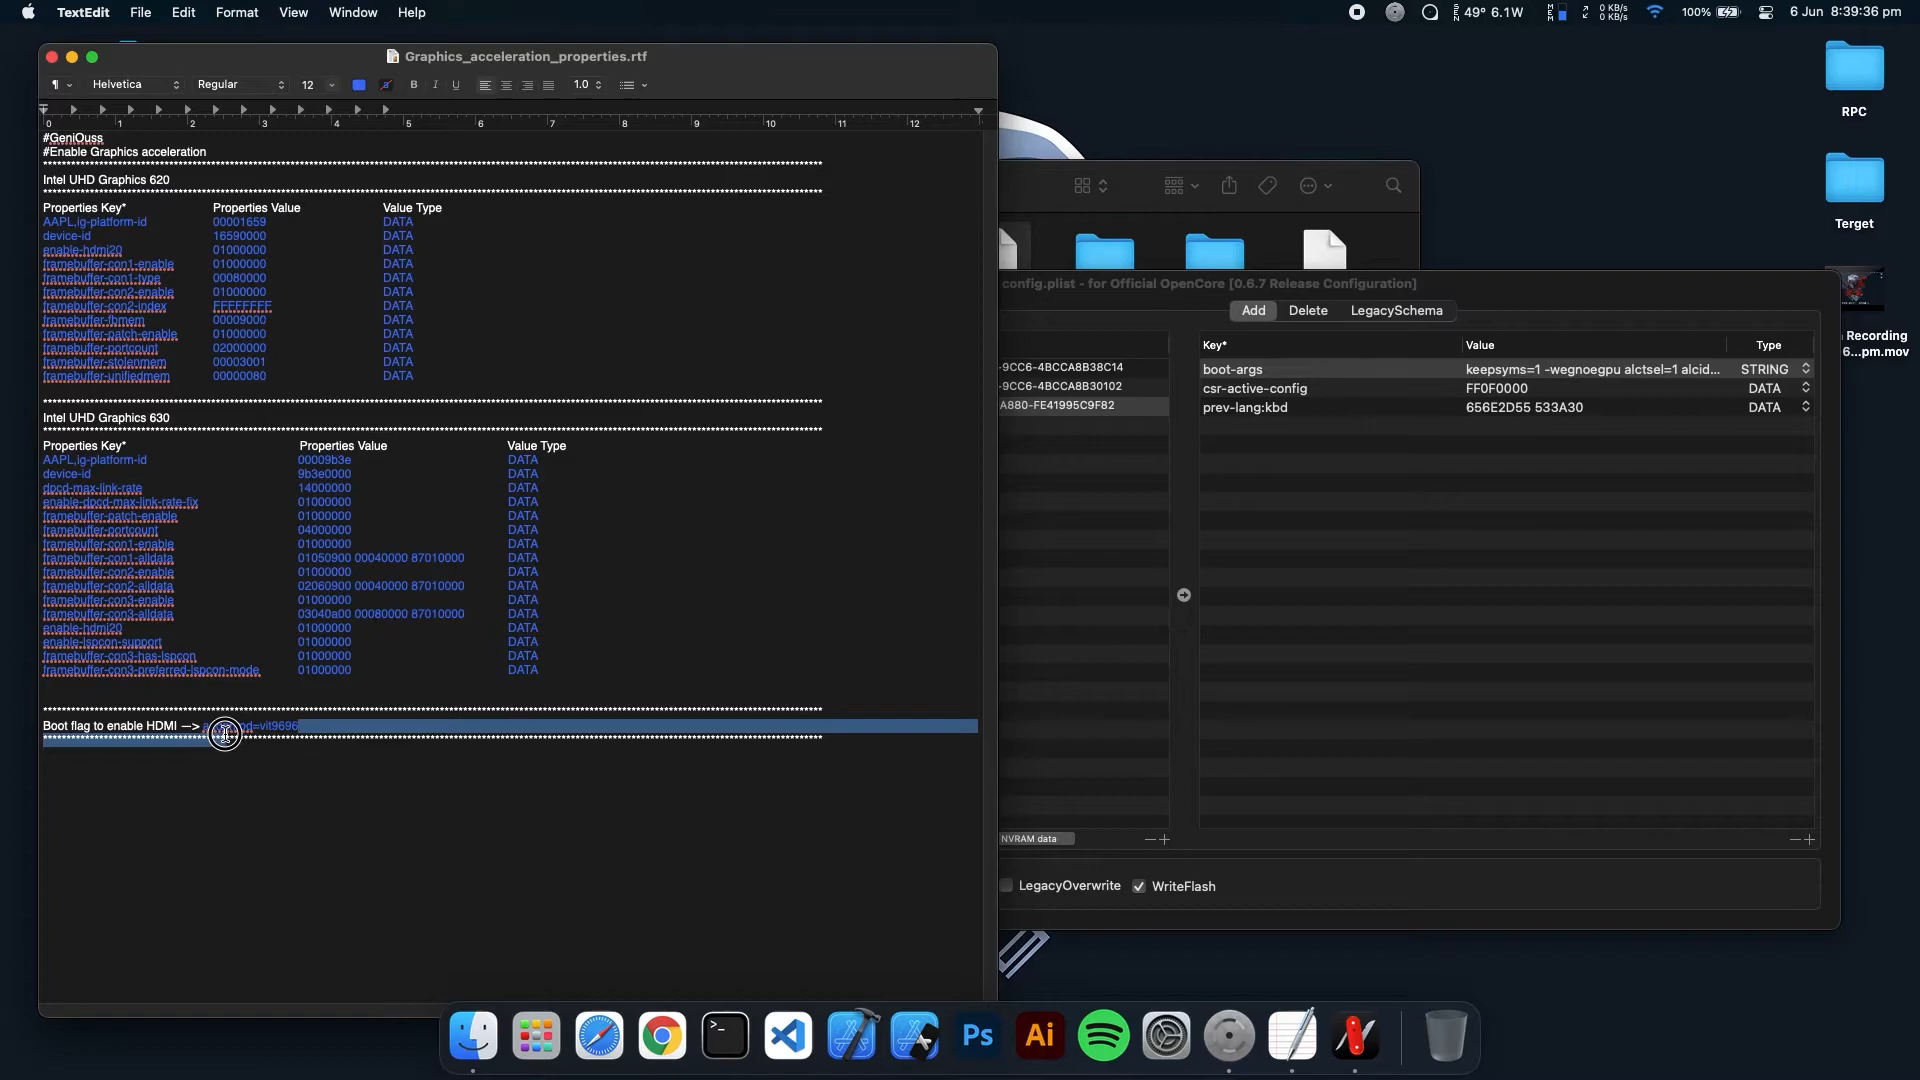 TextEdit File Edit Format View Window Help
49° 6.1W
0 KB/s
0 KB/s
100%
6 Jun 8:39:36 pm
Graphics_acceleration_properties.rtf
Helvetica Regular 12 B I U 1.0
0 1 2 3 4 5 6 7 8 9 10 11 12
#GeniOuss
#Enable Graphics acceleration
Intel UHD Graphics 620
Properties Key* Properties Value Value Type
AAPL,ig-platform-id 00001659 DATA
device-id 16590000 DATA
enable-hdmi20 01000000 DATA
framebuffer-con1-enable 01000000 DATA
framebuffer-con1-type 00080000 DATA
framebuffer-con2-enable 01000000 DATA
framebuffer-con2-index FFFFFFFF DATA
framebuffer-fbmem 00009000 DATA
framebuffer-patch-enable 01000000 DATA
framebuffer-portcount 02000000 DATA
framebuffer-stolenmem 00003001 DATA
framebuffer-unifiedmem 00000080 DATA
Intel UHD Graphics 630
Properties Key* Properties Value Value Type
AAPL,ig-platform-id 00009b3e DATA
device-id 9b3e0000 DATA
dpcd-max-link-rate 14000000 DATA
enable-dpcd-max-link-rate-fix 01000000 DATA
framebuffer-patch-enable 01000000 DATA
framebuffer-portcount 04000000 DATA
framebuffer-con1-enable 01000000 DATA
framebuffer-con1-alldata 01050900 00040000 87010000 DATA
framebuffer-con2-enable 01000000 DATA
framebuffer-con2-alldata 02060900 00040000 87010000 DATA
framebuffer-con3-enable 01000000 DATA
framebuffer-con3-alldata 03040a00 00080000 87010000 DATA
enable-hdmi20 01000000 DATA
enable-lspcon-support 01000000 DATA
framebuffer-con3-has-lspcon 01000000 DATA
framebuffer-con3-preferred-lspcon-mode 01000000 DATA
Boot flag to enable HDMI —> =vit9696
config.plist - for Official OpenCore [0.6.7 Release Configuration]
Add Delete LegacySchema
Key* Value Type
-9CC6-4BCCA8B38C14
-9CC6-4BCCA8B30102
A880-FE41995C9F82
boot-args keepsyms=1 -wegnoegpu alctsel=1 alcid... STRING
csr-active-config FF0F0000 DATA
prev-lang:kbd 656E2D55 533A30 DATA
NVRAM data
LegacyOverwrite WriteFlash
RPC
Terget
Recording
6...pm.mov
Ps
Ai